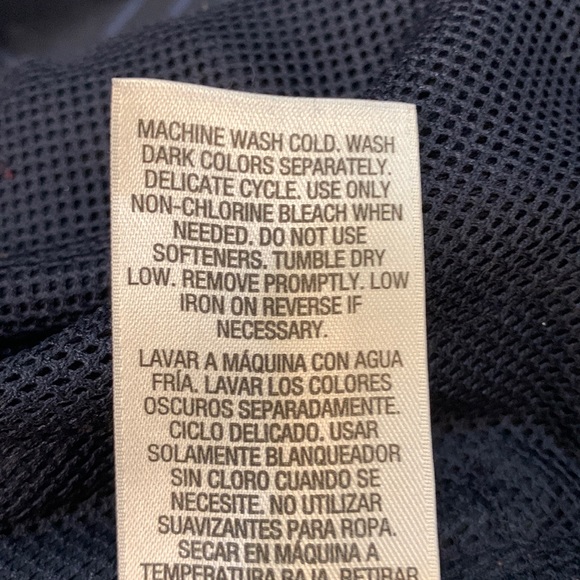 MACHINE WASH COLD. WASH
DARK COLORS SEPARATELY.
DELICATE CYCLE. USE ONLY
NON-CHLORINE BLEACH WHEN
NEEDED. DO NOT USE
SOFTENERS. TUMBLE DRY
LOW. REMOVE PROMPTLY. LOW
IRON ON REVERSE IF
NECESSARY.
LAVAR A MÁQUINA CON AGUA
FRÍA. LAVAR LOS COLORES
OSCUROS SEPARADAMENTE.
CICLO DELICADO. USAR
SOLAMENTE BLANQUEADOR
SIN CLORO CUANDO SE
NECESITE. NO UTILIZAR
SUAVIZANTES PARA ROPA.
SECAR EN MÁQUINA A
TEMPERATURA BAJA. RETIRAR